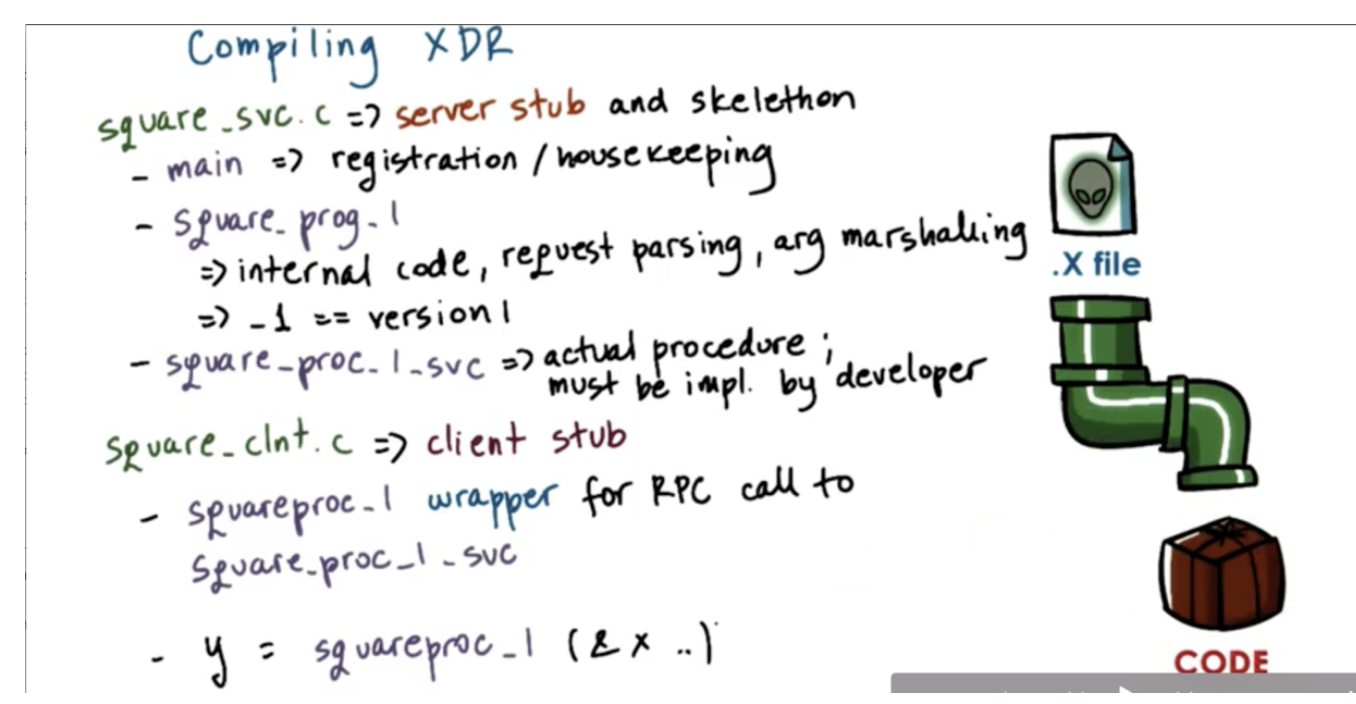 Compiling XDR
square_svc.c => server stub and skelethon
- main => registration / housekeeping
- square_prog_1
=> internal code, request parsing, arg marshalling
=> _1 == version 1
- square_proc_1_svc => actual procedure ;
must be impl. by developer
square_clnt.c => client stub
- squareproc_1 wrapper for RPC call to
square_proc_1_svc
- y = squareproc_1 (&x ..)
.X file
CODE